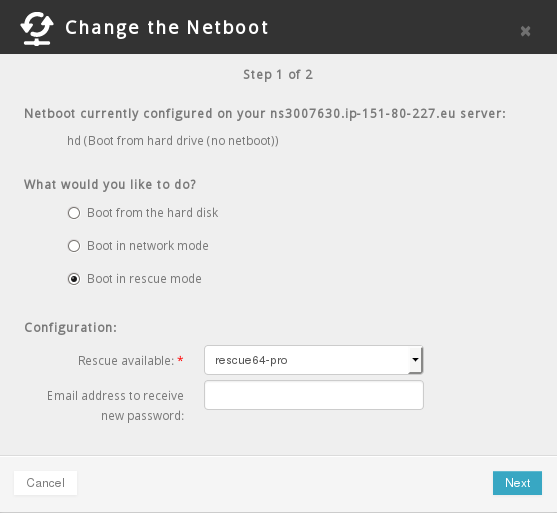 Change the Netboot
Step 1 of 2
Netboot currently configured on your ns3007630.ip-151-80-227.eu server:
hd (Boot from hard drive (no netboot))
What would you like to do?
Boot from the hard disk
Boot in network mode
Boot in rescue mode
Configuration:
Rescue available: * rescue64-pro
Email address to receive
new password:
Cancel Next